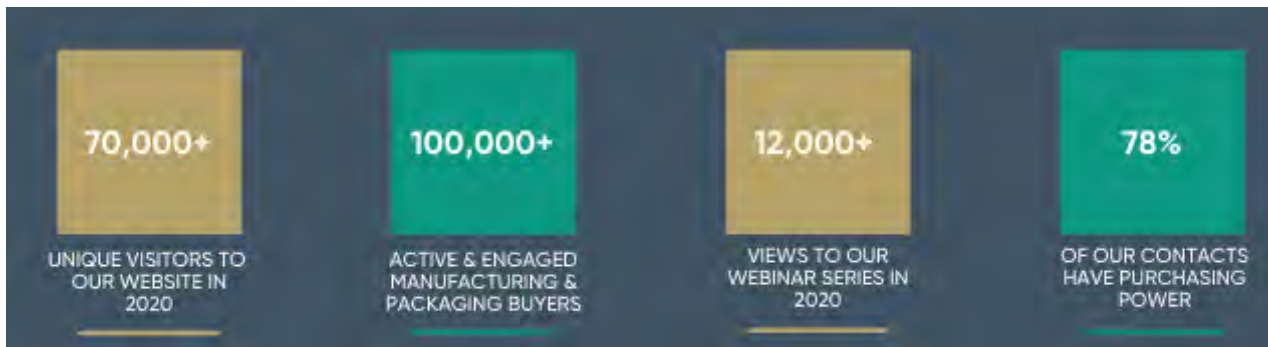 70,000+
UNIQUE VISITORS TO
OUR WEBSITE IN
2020
100,000+
ACTIVE & ENGAGED
MANUFACTURING &
PACKAGING BUYERS
12,000+
VIEWS TO OUR
WEBINAR SERIES IN
2020
78%
OF OUR CONTACTS
HAVE PURCHASING
POWER